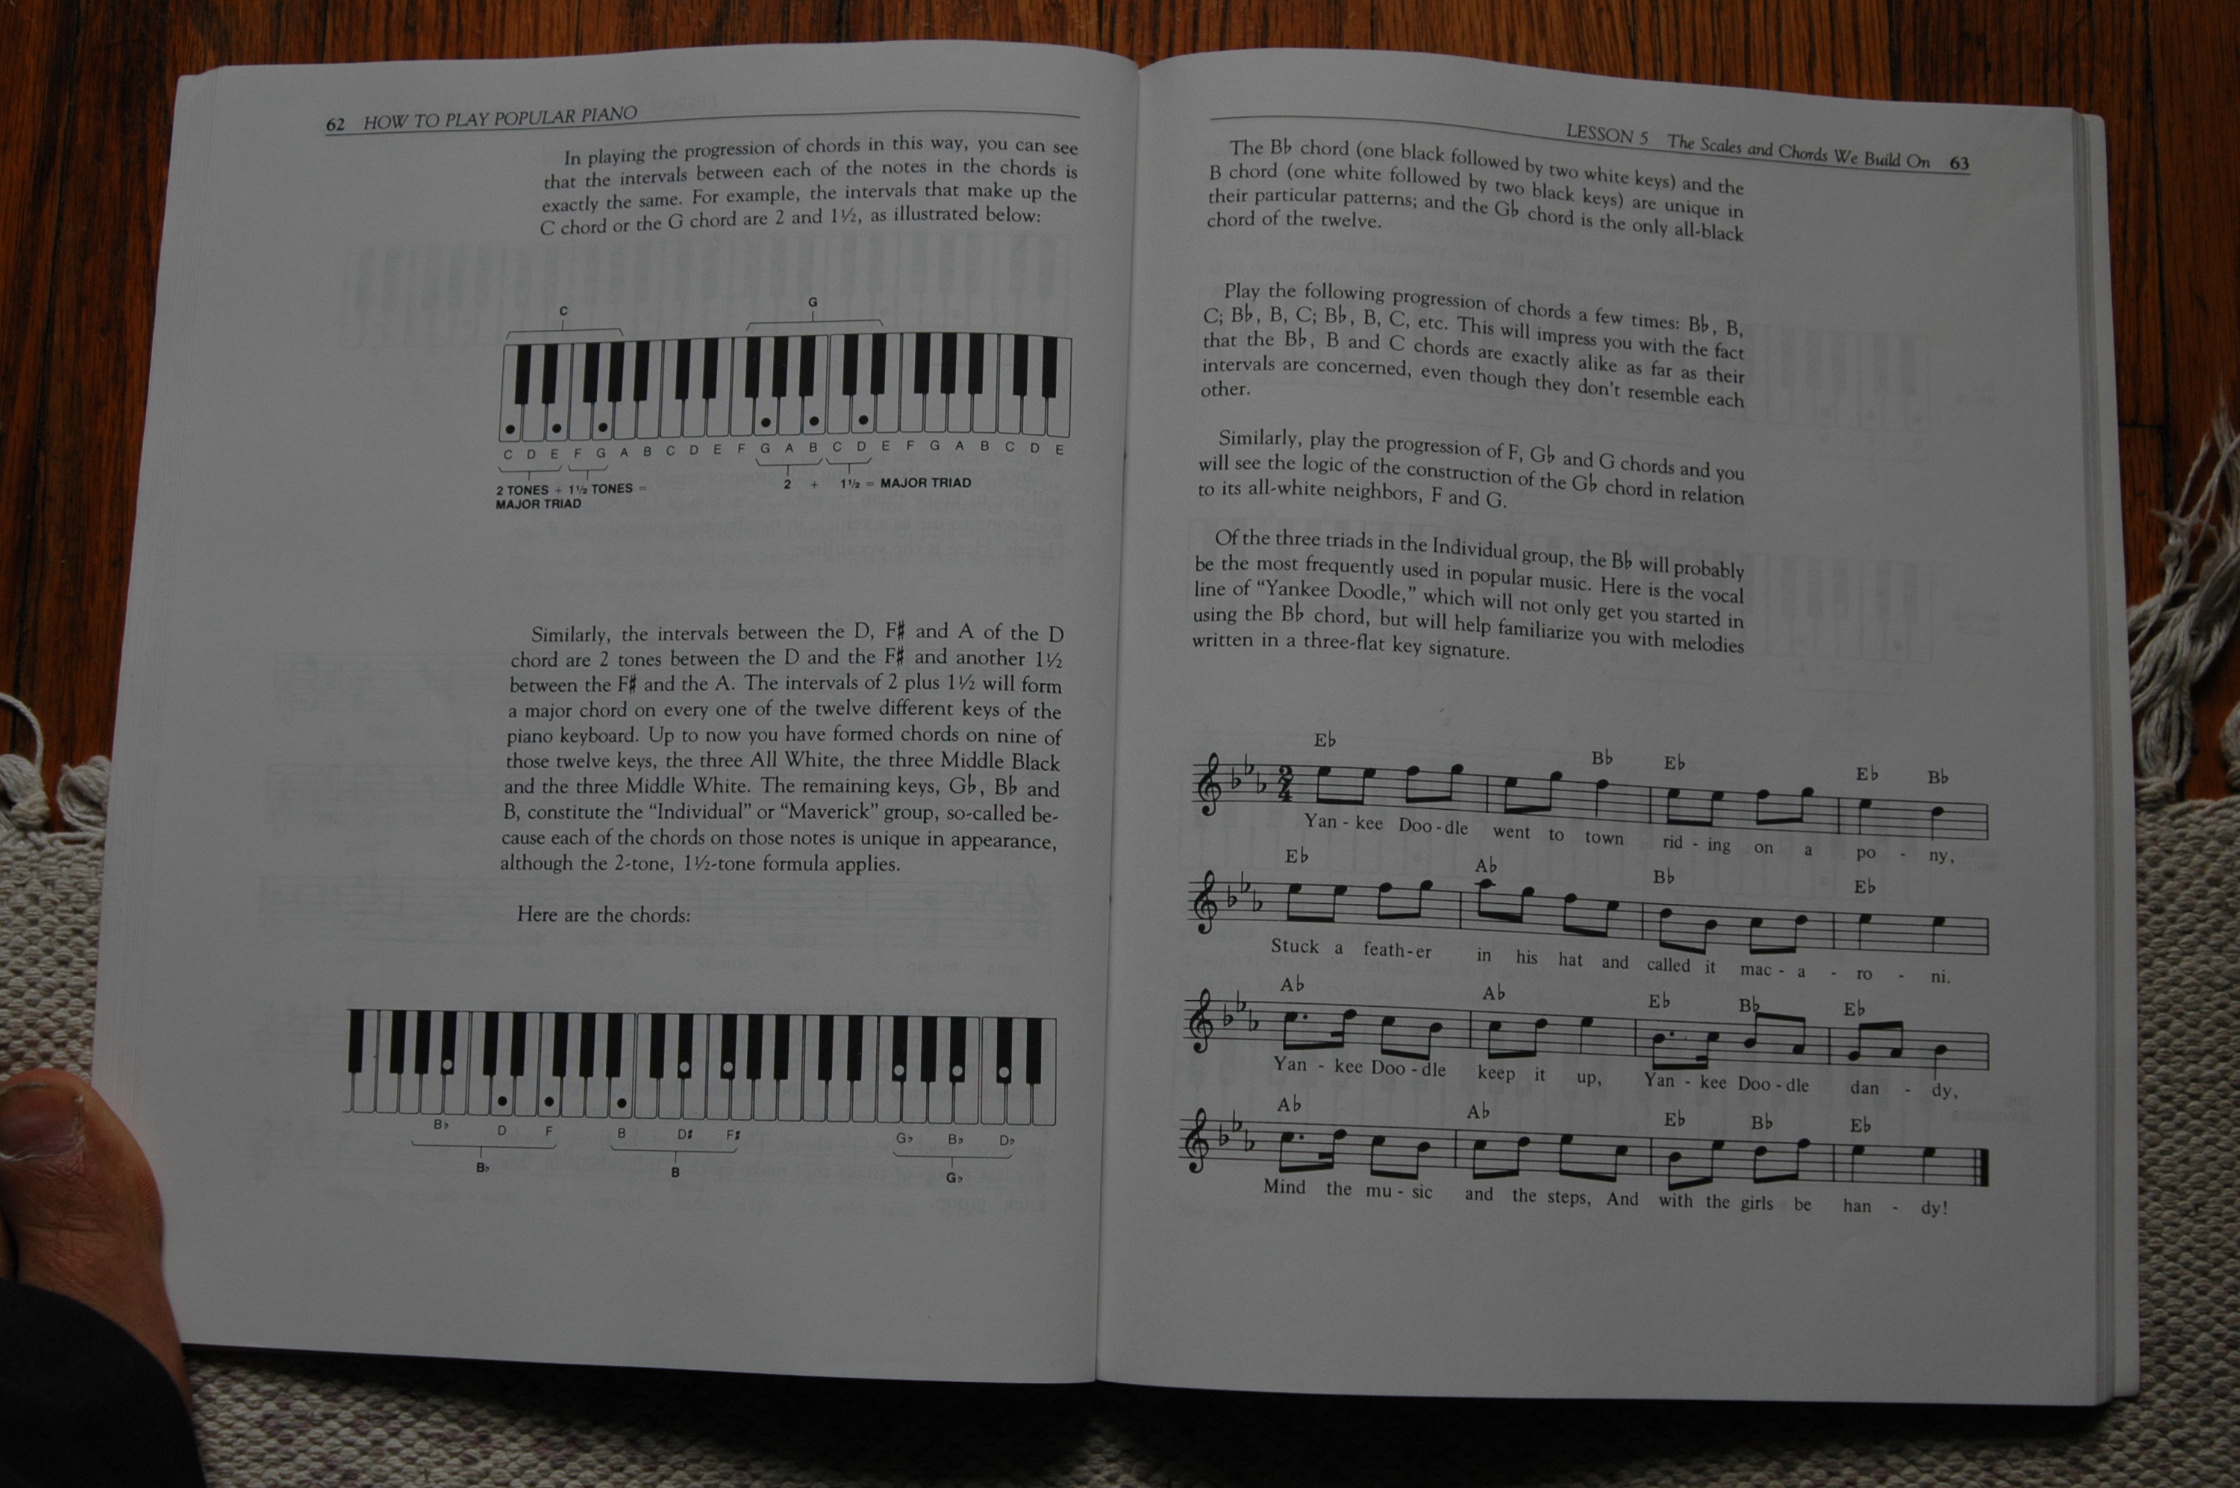 62 HOW TO PLAY POPULAR PIANO
In playing the progression of chords in this way, you can see
that the intervals between each of the notes in the chords is
exactly the same. For example, the intervals that make up the
C chord or the G chord are 2 and 1½, as illustrated below:
C G
C D E F G A B C D E F G A B C D E F G A B C D E
2 TONES + 1½ TONES =
MAJOR TRIAD
2 + 1½ = MAJOR TRIAD
Similarly, the intervals between the D, F♯ and A of the D
chord are 2 tones between the D and the F♯ and another 1½
between the F♯ and the A. The intervals of 2 plus 1½ will form
a major chord on every one of the twelve different keys of the
piano keyboard. Up to now you have formed chords on nine of
those twelve keys, the three All White, the three Middle Black
and the three Middle White. The remaining keys, G♭, B♭ and
B, constitute the “Individual” or “Maverick” group, so-called be-
cause each of the chords on those notes is unique in appearance,
although the 2-tone, 1½-tone formula applies.
Here are the chords:
B♭ D F B D♯ F♯ G♭ B♭ D♭
B♭ B G♭
LESSON 5 The Scales and Chords We Build On 63
The B♭ chord (one black followed by two white keys) and the
B chord (one white followed by two black keys) are unique in
their particular patterns; and the G♭ chord is the only all-black
chord of the twelve.
Play the following progression of chords a few times: B♭, B,
C; B♭, B, C; B♭, B, C, etc. This will impress you with the fact
that the B♭, B and C chords are exactly alike as far as their
intervals are concerned, even though they don't resemble each
other.
Similarly, play the progression of F, G♭ and G chords and you
will see the logic of the construction of the G♭ chord in relation
to its all-white neighbors, F and G.
Of the three triads in the Individual group, the B♭ will probably
be the most frequently used in popular music. Here is the vocal
line of “Yankee Doodle,” which will not only get you started in
using the B♭ chord, but will help familiarize you with melodies
written in a three-flat key signature.
E♭ B♭ E♭ E♭ B♭
2
4
Yan - kee Doo - dle went to town rid - ing on a po - ny,
E♭ A♭ B♭ E♭
Stuck a feath-er in his hat and called it mac - a - ro - ni.
A♭ A♭ E♭ B♭ E♭
Yan - kee Doo - dle keep it up, Yan - kee Doo - dle dan - dy,
A♭ A♭ E♭ B♭ E♭
Mind the mu - sic and the steps, And with the girls be han - dy!